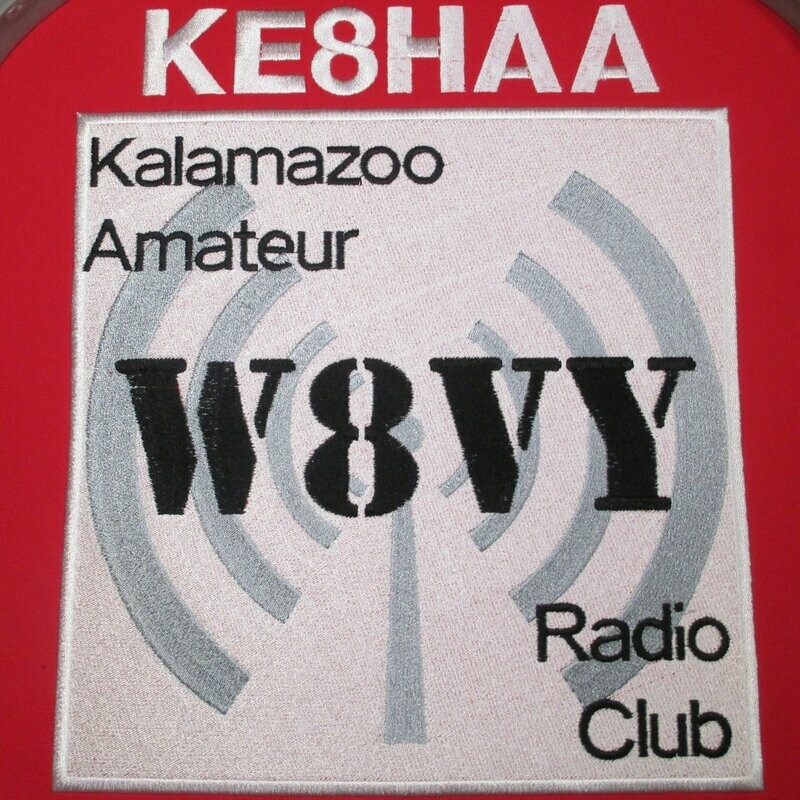 KE8HAA
Kalamazoo
Amateur
W8VY
Radio
Club